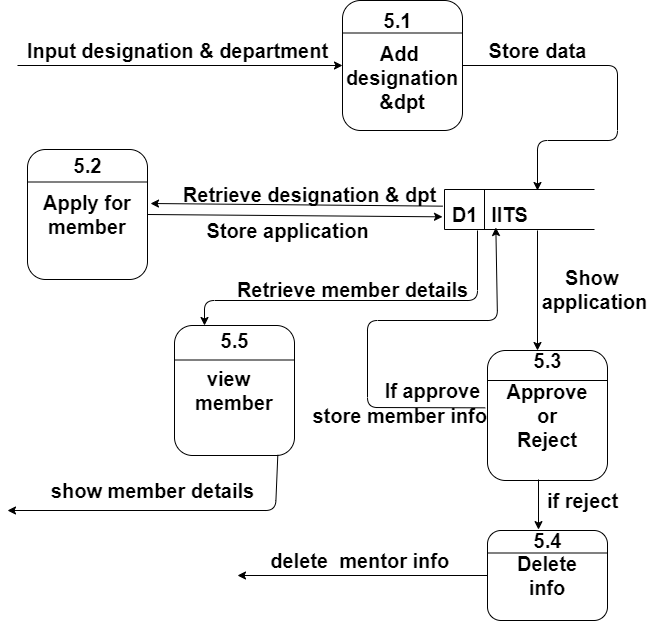 5.1
Input designation & department
Add
designation
&dpt
Store data
5.2
Apply for
member
Retrieve designation & dpt
Store application
D1
IITS
Retrieve member details
Show
application
5.5
view
member
5.3
Approve
or
Reject
If approve
store member info
show member details
if reject
5.4
Delete
info
delete mentor info